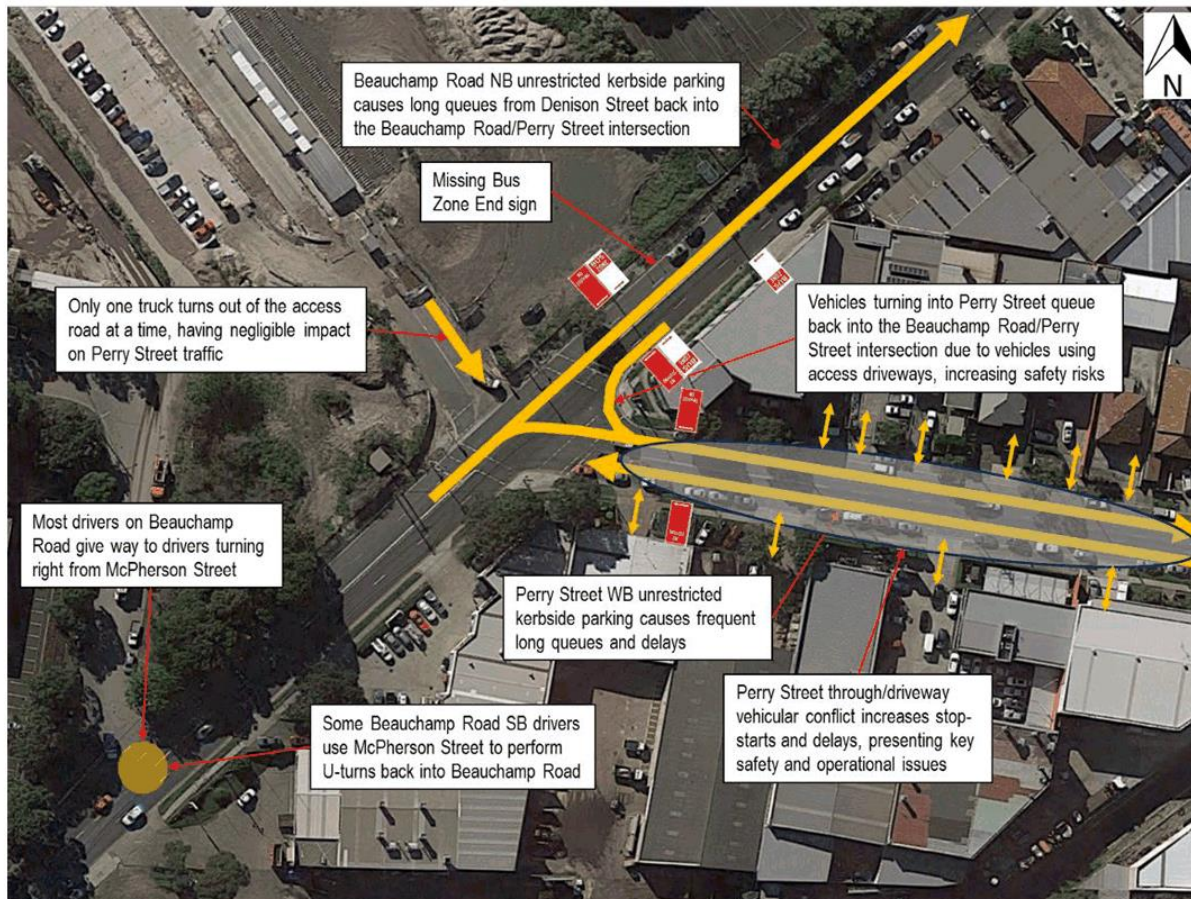 Beauchamp Road NB unrestricted kerbside parking
causes long queues from Denison Street back into
the Beauchamp Road/Perry Street intersection
N
Missing Bus
Zone End sign
Only one truck turns out of the access
road at a time, having negligible impact
on Perry Street traffic
Vehicles turning into Perry Street queue
back into the Beauchamp Road/Perry
Street intersection due to vehicles using
access driveways, increasing safety risks
Most drivers on Beauchamp
Road give way to drivers turning
right from McPherson Street
Perry Street WB unrestricted
kerbside parking causes frequent
long queues and delays
Some Beauchamp Road SB drivers
use McPherson Street to perform
U-turns back into Beauchamp Road
Perry Street through/driveway
vehicular conflict increases stop-
starts and delays, presenting key
safety and operational issues